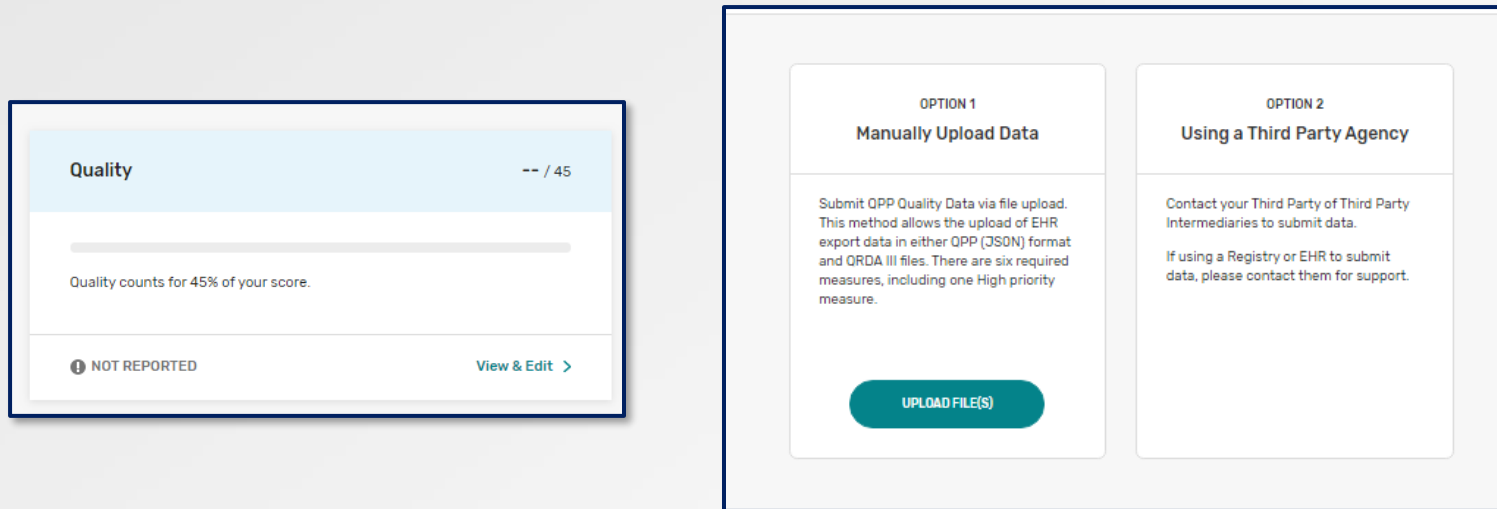 Quality
-- / 45
Quality counts for 45% of your score.
NOT REPORTED
View & Edit >
OPTION 1
Manually Upload Data
Submit QPP Quality Data via file upload.
This method allows the upload of EHR
export data in either QPP (JSON) format
and QRDA III files. There are six required
measures, including one High priority
measure.
UPLOAD FILE(S)
OPTION 2
Using a Third Party Agency
Contact your Third Party of Third Party
Intermediaries to submit data.
If using a Registry or EHR to submit
data, please contact them for support.